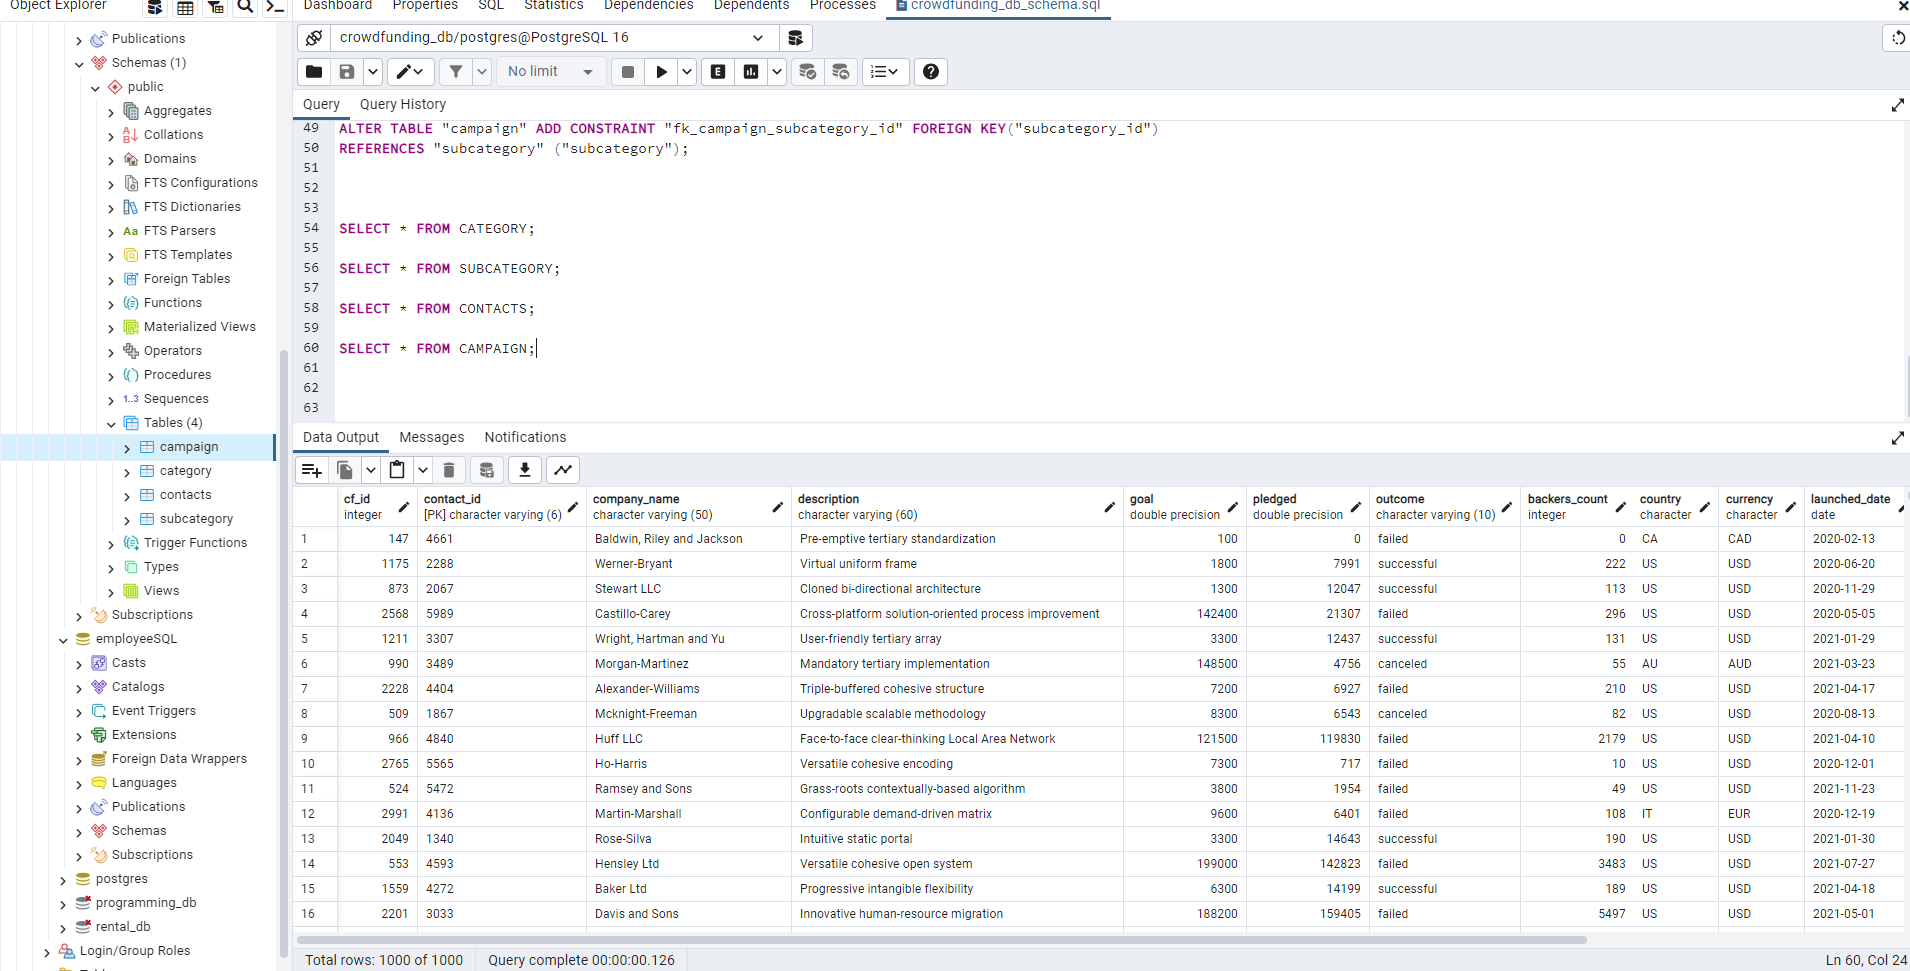 Object Explorer
Dashboard Properties SQL Statistics Dependencies Dependents Processes crowdfunding_db_schema.sql
Publications
Schemas (1)
public
Aggregates
Collations
Domains
FTS Configurations
FTS Dictionaries
Aa FTS Parsers
FTS Templates
Foreign Tables
Functions
Materialized Views
Operators
Procedures
1..3 Sequences
Tables (4)
campaign
category
contacts
subcategory
Trigger Functions
Types
Views
Subscriptions
employeeSQL
Casts
Catalogs
Event Triggers
Extensions
Foreign Data Wrappers
Languages
Publications
Schemas
Subscriptions
postgres
programming_db
rental_db
Login/Group Roles
crowdfunding_db/postgres@PostgreSQL 16
No limit
E
Query Query History
49 ALTER TABLE "campaign" ADD CONSTRAINT "fk_campaign_subcategory_id" FOREIGN KEY("subcategory_id")
50 REFERENCES "subcategory" ("subcategory");
51
52
53
54 SELECT * FROM CATEGORY;
55
56 SELECT * FROM SUBCATEGORY;
57
58 SELECT * FROM CONTACTS;
59
60 SELECT * FROM CAMPAIGN;
61
62
63
Data Output Messages Notifications
cf_id contact_id company_name description goal pledged outcome backers_count country currency launched_date
integer [PK] character varying (6) character varying (50) character varying (60) double precision double precision character varying (10) integer character character date
1 147 4661 Baldwin, Riley and Jackson Pre-emptive tertiary standardization 100 0 failed 0 CA CAD 2020-02-13
2 1175 2288 Werner-Bryant Virtual uniform frame 1800 7991 successful 222 US USD 2020-06-20
3 873 2067 Stewart LLC Cloned bi-directional architecture 1300 12047 successful 113 US USD 2020-11-29
4 2568 5989 Castillo-Carey Cross-platform solution-oriented process improvement 142400 21307 failed 296 US USD 2020-05-05
5 1211 3307 Wright, Hartman and Yu User-friendly tertiary array 3300 12437 successful 131 US USD 2021-01-29
6 990 3489 Morgan-Martinez Mandatory tertiary implementation 148500 4756 canceled 55 AU AUD 2021-03-23
7 2228 4404 Alexander-Williams Triple-buffered cohesive structure 7200 6927 failed 210 US USD 2021-04-17
8 509 1867 Mcknight-Freeman Upgradable scalable methodology 8300 6543 canceled 82 US USD 2020-08-13
9 966 4840 Huff LLC Face-to-face clear-thinking Local Area Network 121500 119830 failed 2179 US USD 2021-04-10
10 2765 5565 Ho-Harris Versatile cohesive encoding 7300 717 failed 10 US USD 2020-12-01
11 524 5472 Ramsey and Sons Grass-roots contextually-based algorithm 3800 1954 failed 49 US USD 2021-11-23
12 2991 4136 Martin-Marshall Configurable demand-driven matrix 9600 6401 failed 108 IT EUR 2020-12-19
13 2049 1340 Rose-Silva Intuitive static portal 3300 14643 successful 190 US USD 2021-01-30
14 553 4593 Hensley Ltd Versatile cohesive open system 199000 142823 failed 3483 US USD 2021-07-27
15 1559 4272 Baker Ltd Progressive intangible flexibility 6300 14199 successful 189 US USD 2021-04-18
16 2201 3033 Davis and Sons Innovative human-resource migration 188200 159405 failed 5497 US USD 2021-05-01
Total rows: 1000 of 1000 Query complete 00:00:00.126 Ln 60, Col 24